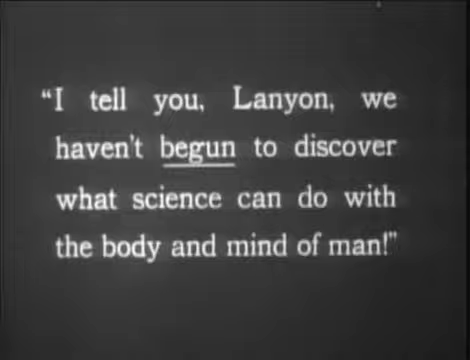 “I tell you, Lanyon, we
haven't begun to discover
what science can do with
the body and mind of man!”